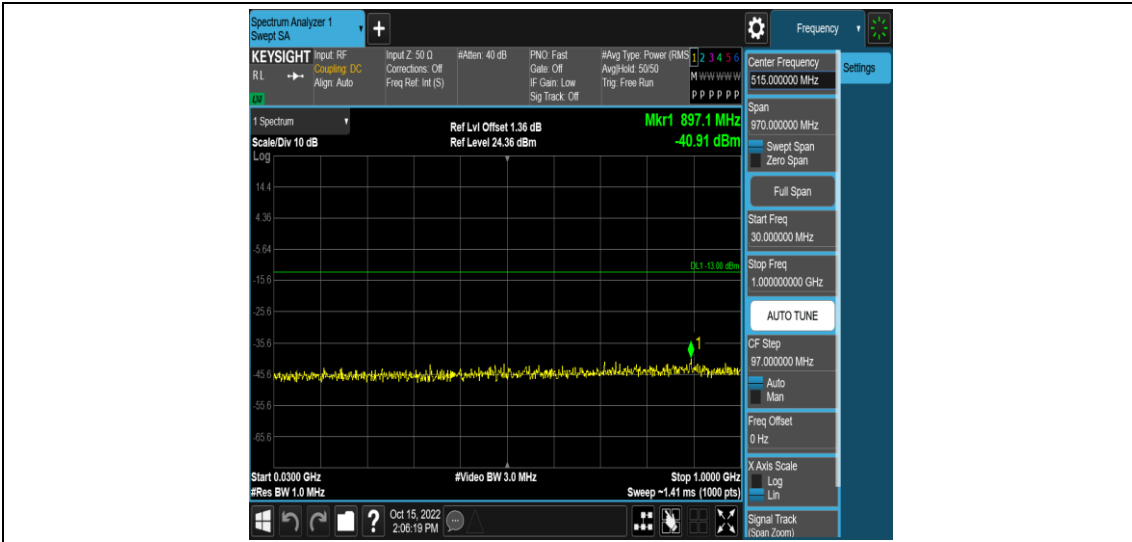 Spectrum Analyzer 1
Swept SA
+
Frequency
KEYSIGHT
RL
Input: RF
Coupling: DC
Align: Auto
Input Z: 50 Ω
Corrections: Off
Freq Ref: Int (S)
#Atten: 40 dB
PNO: Fast
Gate: Off
IF Gain: Low
Sig Track: Off
#Avg Type: Power (RMS
Avg|Hold: 50/50
Trig: Free Run
1 2 3 4 5 6
M W W W W W
P P P P P P
1 Spectrum
Scale/Div 10 dB
Log
Ref Lvl Offset 1.36 dB
Ref Level 24.36 dBm
Mkr1 897.1 MHz
-40.91 dBm
14.4
4.36
-5.64
DL1 -13.00 dBm
-15.6
-25.6
-35.6
1
-45.6
-55.6
-65.6
Start 0.0300 GHz
#Res BW 1.0 MHz
#Video BW 3.0 MHz
Stop 1.0000 GHz
Sweep ~1.41 ms (1000 pts)
?
Oct 15, 2022
2:06:19 PM
Center Frequency
515.000000 MHz
Settings
Span
970.000000 MHz
Swept Span
Zero Span
Full Span
Start Freq
30.000000 MHz
Stop Freq
1.000000000 GHz
AUTO TUNE
CF Step
97.000000 MHz
Auto
Man
Freq Offset
0 Hz
X Axis Scale
Log
Lin
Signal Track
(Span Zoom)